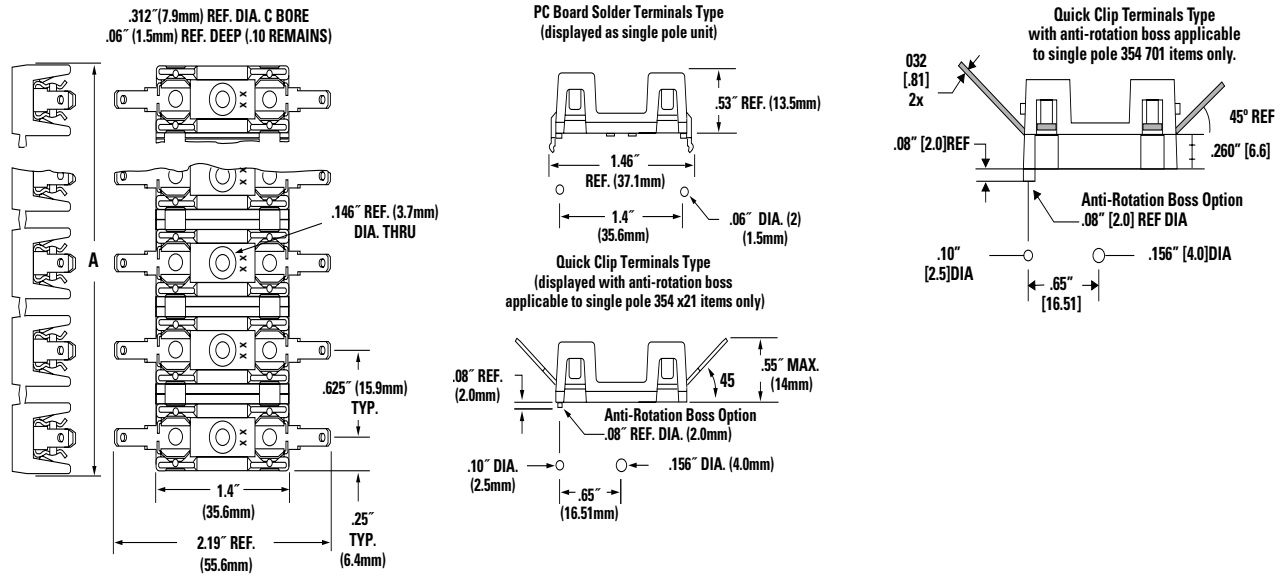 .312˝(7.9mm) REF. DIA. C BORE
.06˝ (1.5mm) REF. DEEP (.10 REMAINS)
A
X X
X X
.146˝ REF. (3.7mm)
DIA. THRU
X X
X X
.625˝ (15.9mm)
TYP.
X X
1.4˝
(35.6mm)
2.19˝ REF.
(55.6mm)
.25˝
TYP.
(6.4mm)
PC Board Solder Terminals Type
(displayed as single pole unit)
.53˝ REF. (13.5mm)
1.46˝
REF. (37.1mm)
1.4˝
(35.6mm)
.06˝ DIA. (2)
(1.5mm)
Quick Clip Terminals Type
(displayed with anti-rotation boss
applicable to single pole 354 x21 items only)
.08˝ REF.
(2.0mm)
45
.55˝ MAX.
(14mm)
Anti-Rotation Boss Option
.08˝ REF. DIA. (2.0mm)
.10˝ DIA.
(2.5mm)
.156˝ DIA. (4.0mm)
.65˝
(16.51mm)
Quick Clip Terminals Type
with anti-rotation boss applicable
to single pole 354 701 items only.
032
[.81]
2x
45º REF
.08" [2.0]REF
.260" [6.6]
Anti-Rotation Boss Option
.08" [2.0] REF DIA
.10"
[2.5]DIA
.156" [4.0]DIA
.65"
[16.51]